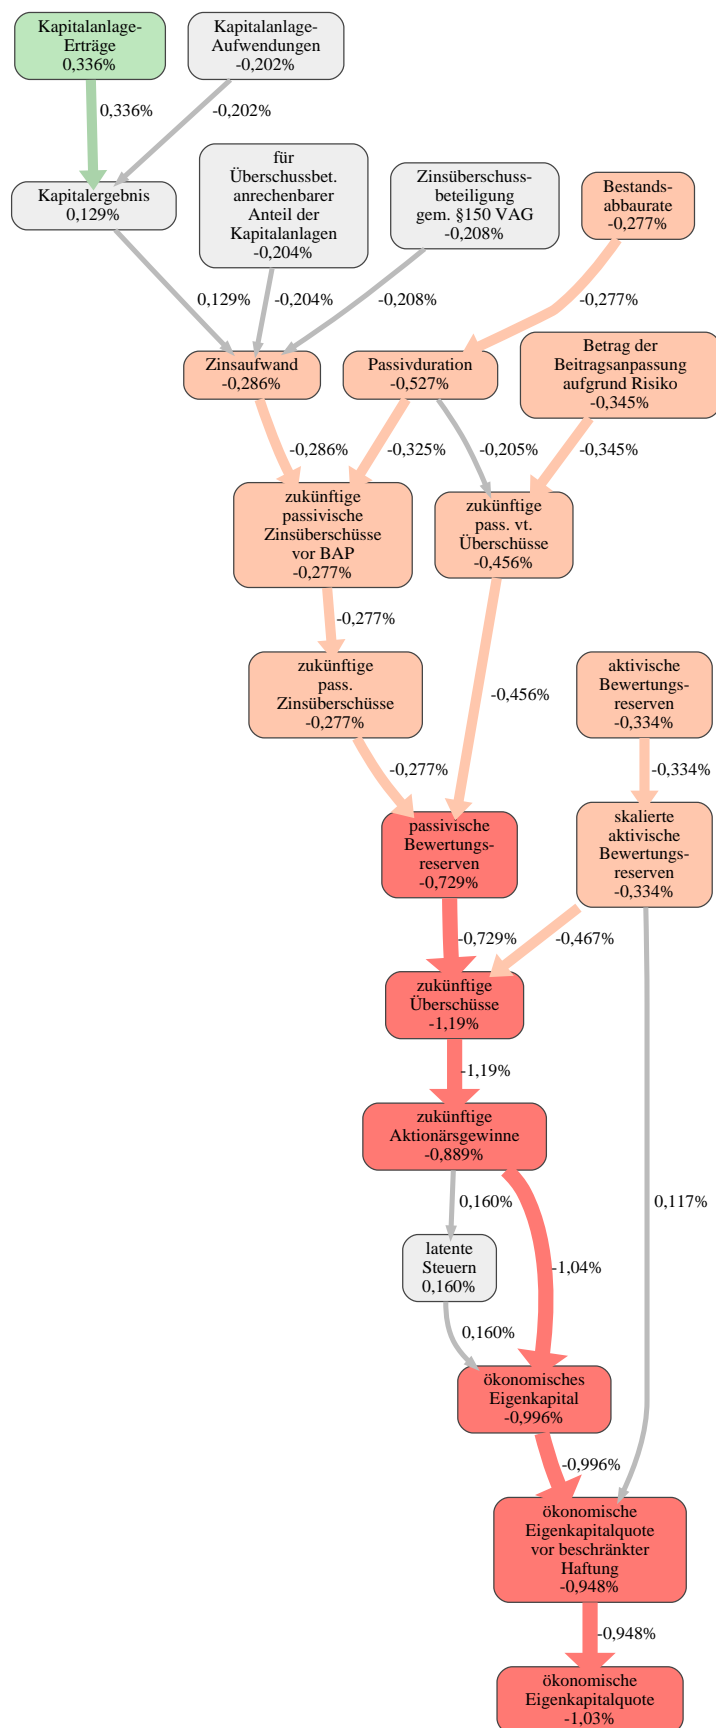 Kapitalanlage-
Erträge
0,336%
Kapitalanlage-
Aufwendungen
-0,202%
0,336%
-0,202%
für
Überschussbet.
anrechenbarer
Anteil der
Kapitalanlagen
-0,204%
Zinsüberschuss-
beteiligung
gem. §150 VAG
-0,208%
Bestands-
abbaurate
-0,277%
Kapitalergebnis
0,129%
0,129%
-0,204%
-0,208%
-0,277%
Zinsaufwand
-0,286%
Passivduration
-0,527%
Betrag der
Beitragsanpassung
aufgrund Risiko
-0,345%
-0,286%
-0,325%
-0,205%
-0,345%
zukünftige
passivische
Zinsüberschüsse
vor BAP
-0,277%
zukünftige
pass. vt.
Überschüsse
-0,456%
-0,277%
zukünftige
pass.
Zinsüberschüsse
-0,277%
-0,456%
aktivische
Bewertungs-
reserven
-0,334%
-0,277%
-0,334%
passivische
Bewertungs-
reserven
-0,729%
skalierte
aktivische
Bewertungs-
reserven
-0,334%
-0,729%
-0,467%
zukünftige
Überschüsse
-1,19%
-1,19%
zukünftige
Aktionärsgewinne
-0,889%
0,160%
0,117%
latente
Steuern
0,160%
-1,04%
0,160%
ökonomisches
Eigenkapital
-0,996%
-0,996%
ökonomische
Eigenkapitalquote
vor beschränkter
Haftung
-0,948%
-0,948%
ökonomische
Eigenkapitalquote
-1,03%